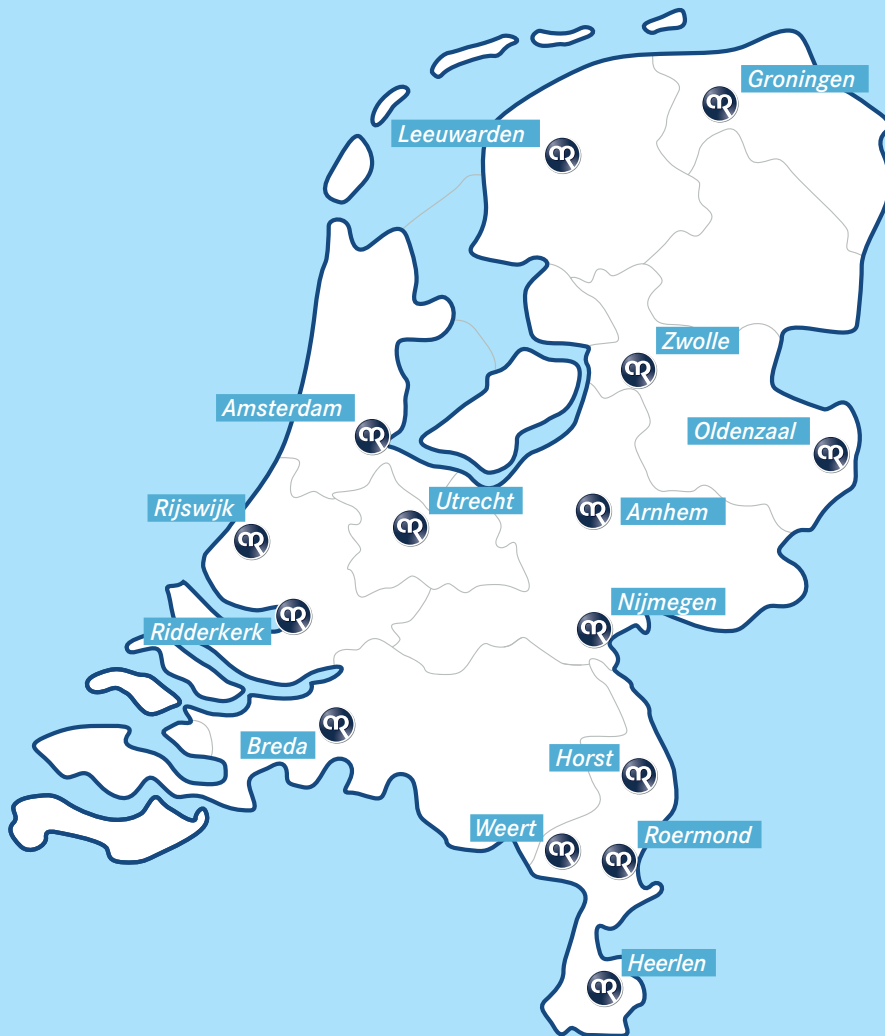 Groningen
Leeuwarden
Zwolle
Amsterdam
Oldenzaal
Rijswijk
Utrecht
Arnhem
Nijmegen
Ridderkerk
Breda
Horst
Weert
Roermond
Heerlen